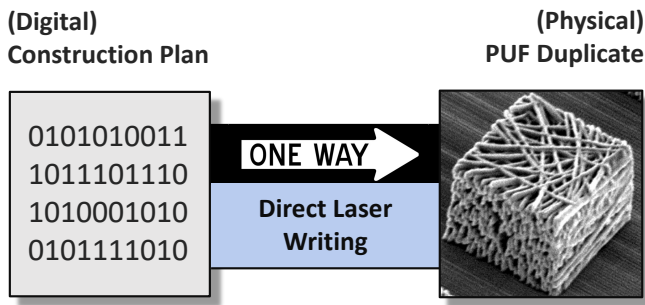 (Digital)
Construction Plan
(Physical)
PUF Duplicate
0101010011
1011101110
1010001010
0101111010
ONE WAY
Direct Laser
Writing